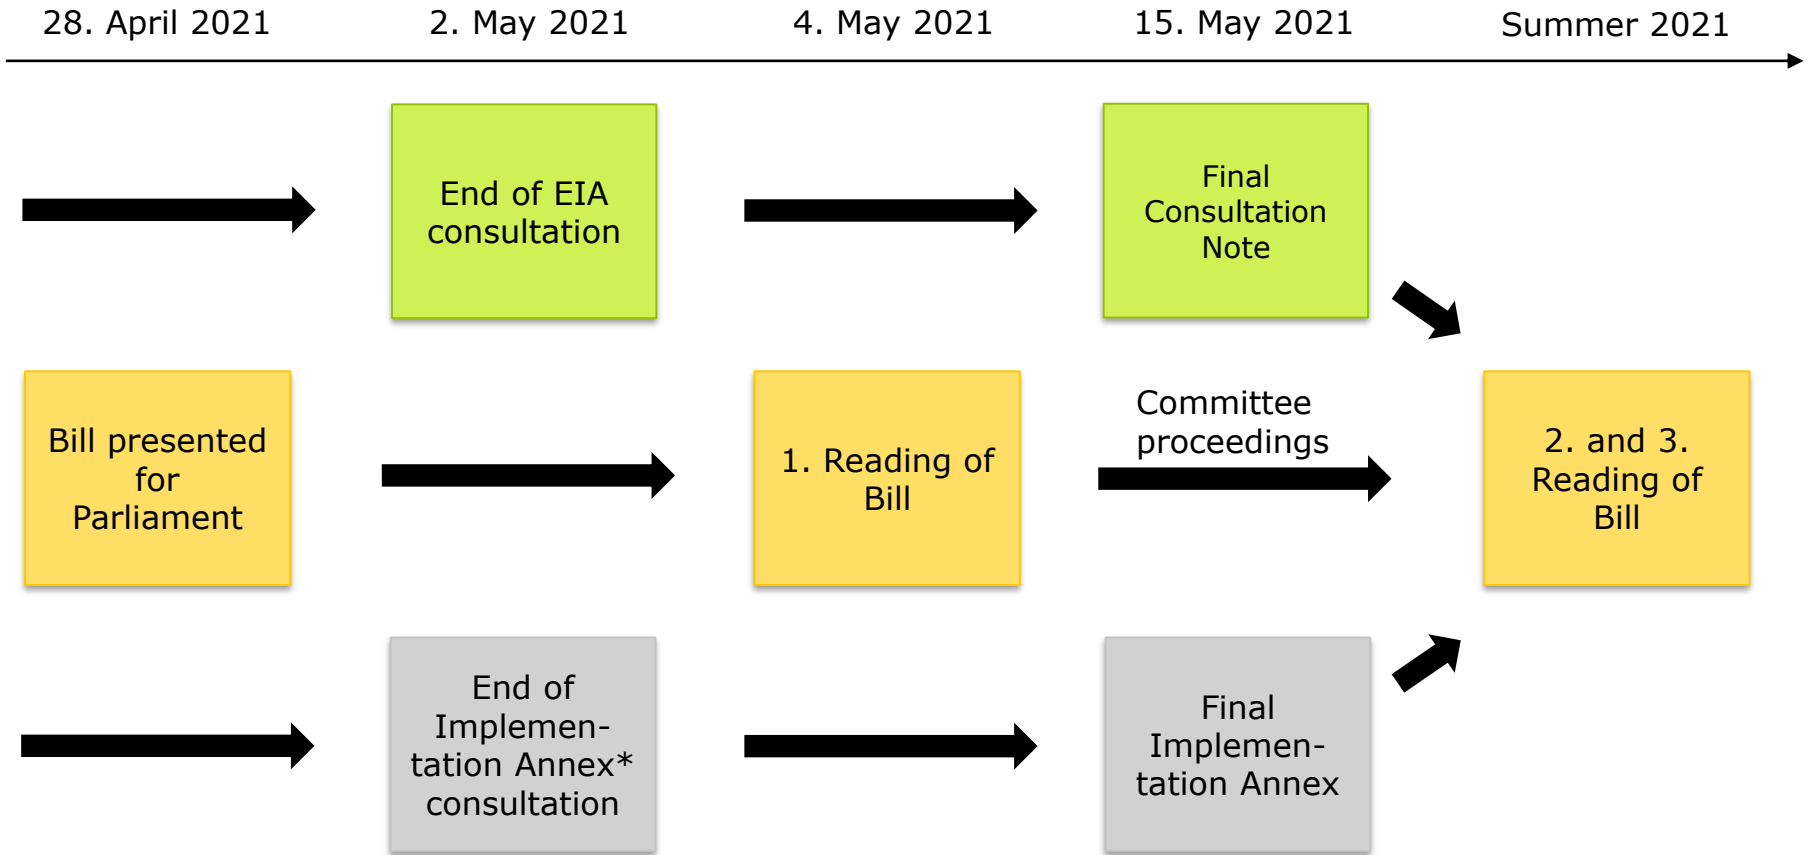 28. April 2021
2. May 2021
4. May 2021
15. May 2021
Summer 2021
End of EIA
consultation
Final
Consultation
Note
Bill presented
for
Parliament
1. Reading of
Bill
Committee
proceedings
2. and 3.
Reading of
Bill
End of
Implemen-
tation Annex*
consultation
Final
Implemen-
tation Annex